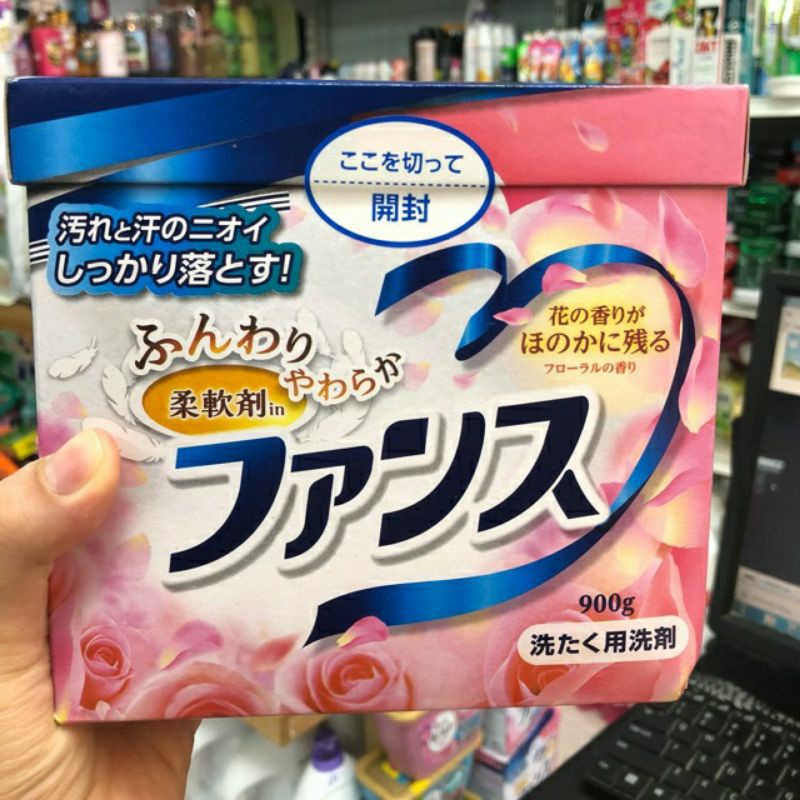 ここを切って
開封
汚れと汗のニオイ
しっかり落とす!
花の香りが
ほのかに残る
フローラルの香り
ふんわり
やわらか
柔軟剤in
ファンス
900g
洗たく用洗剤